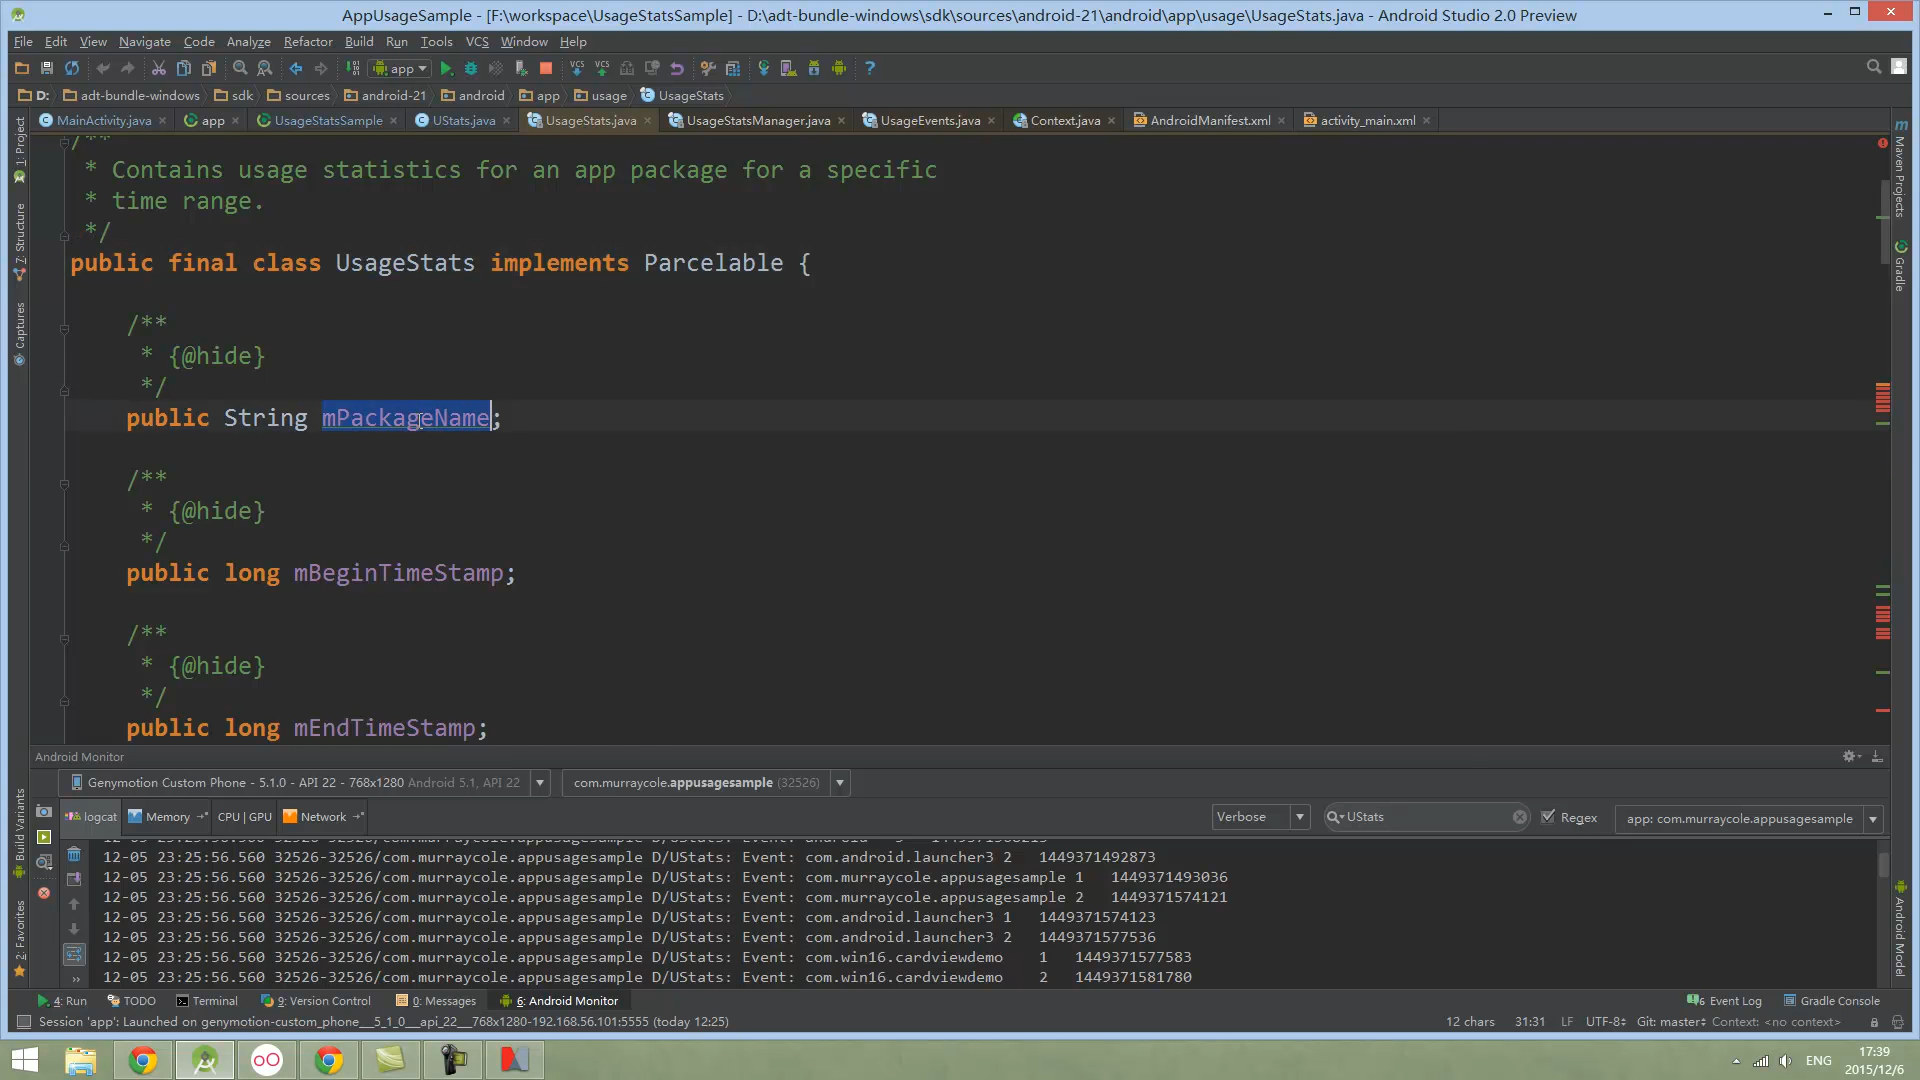 AppUsageSample - [F:\workspace\UsageStatsSample] - D:\adt-bundle-windows\sdk\sources\android-21\android\app\usage\UsageStats.java - Android Studio 2.0 Preview
File Edit View Navigate Code Analyze Refactor Build Run Tools VCS Window Help
app
D: adt-bundle-windows sdk sources android-21 android app usage UsageStats
MainActivity.java app UsageStatsSample UStats.java UsageStats.java UsageStatsManager.java UsageEvents.java Context.java AndroidManifest.xml activity_main.xml
1: Project
7: Structure
Captures
Build Variants
2: Favorites
/**
* Contains usage statistics for an app package for a specific
* time range.
*/
public final class UsageStats implements Parcelable {
/**
* {@hide}
*/
public String mPackageName;
/**
* {@hide}
*/
public long mBeginTimeStamp;
/**
* {@hide}
*/
public long mEndTimeStamp;
Maven Projects
Gradle
Android Model
Android Monitor
Genymotion Custom Phone - 5.1.0 - API 22 - 768x1280 Android 5.1, API 22 com.murraycole.appusagesample (32526)
logcat Memory CPU | GPU Network Verbose UStats Regex app: com.murraycole.appusagesample
12-05 23:25:56.560 32526-32526/com.murraycole.appusagesample D/UStats: Event: com.android.launcher3 2 1449371492873
12-05 23:25:56.560 32526-32526/com.murraycole.appusagesample D/UStats: Event: com.murraycole.appusagesample 1 1449371493036
12-05 23:25:56.560 32526-32526/com.murraycole.appusagesample D/UStats: Event: com.murraycole.appusagesample 2 1449371574121
12-05 23:25:56.560 32526-32526/com.murraycole.appusagesample D/UStats: Event: com.android.launcher3 1 1449371574123
12-05 23:25:56.560 32526-32526/com.murraycole.appusagesample D/UStats: Event: com.android.launcher3 2 1449371577536
12-05 23:25:56.560 32526-32526/com.murraycole.appusagesample D/UStats: Event: com.win16.cardviewdemo 1 1449371577583
12-05 23:25:56.560 32526-32526/com.murraycole.appusagesample D/UStats: Event: com.win16.cardviewdemo 2 1449371581780
4: Run TODO Terminal 9: Version Control 0: Messages 6: Android Monitor Event Log Gradle Console
Session 'app': Launched on genymotion-custom_phone__5_1_0__api_22__768x1280-192.168.56.101:5555 (today 12:25) 12 chars 31:31 LF UTF-8 Git: master Context: <no context>
ENG
17:39
2015/12/6